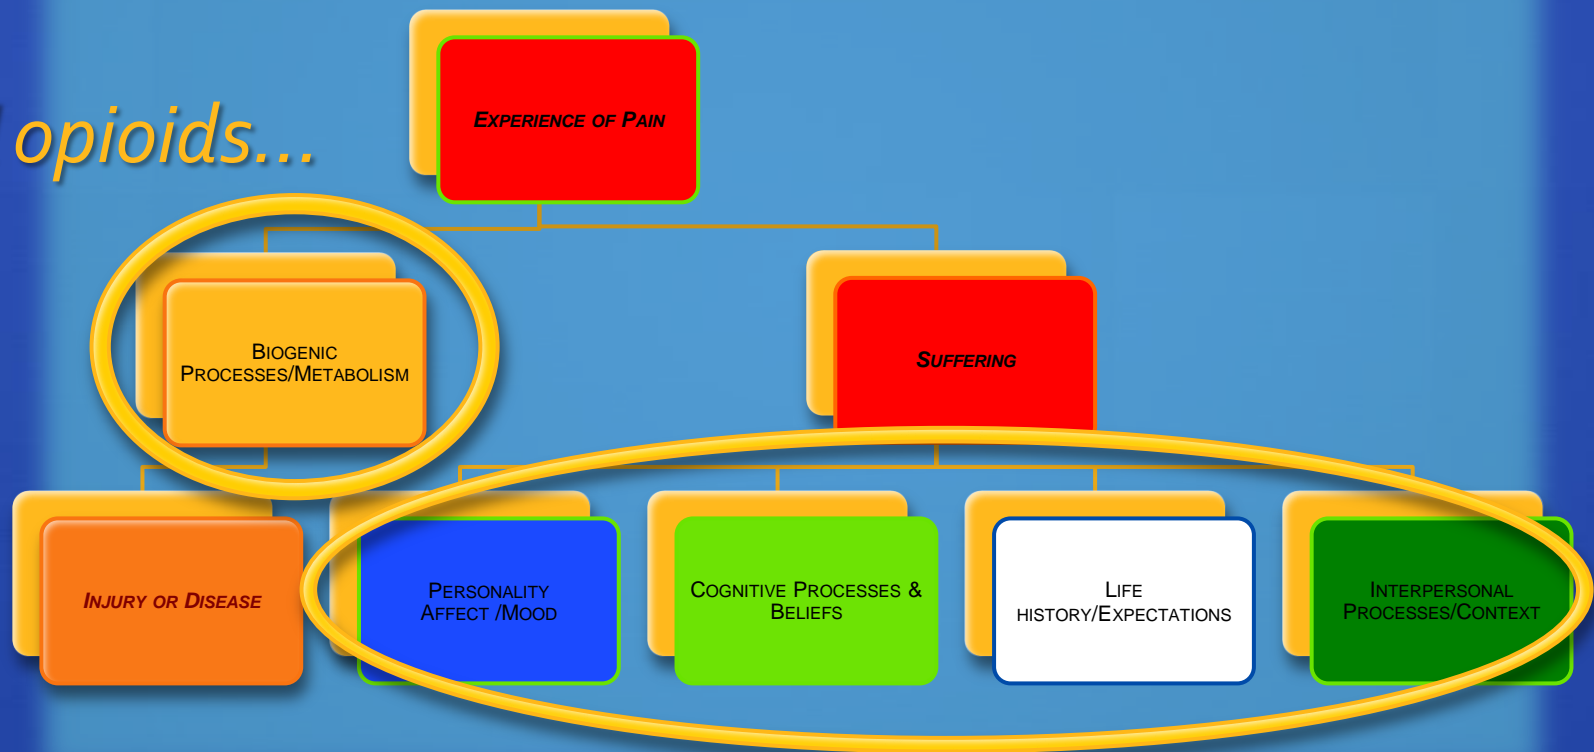 EXPERIENCE OF PAIN
opioids...
BIOGENIC
PROCESSES/METABOLISM
SUFFERING
INJURY OR DISEASE
PERSONALITY
AFFECT /MOOD
COGNITIVE PROCESSES &
BELIEFS
LIFE
HISTORY/EXPECTATIONS
INTERPERSONAL
PROCESSES/CONTEXT